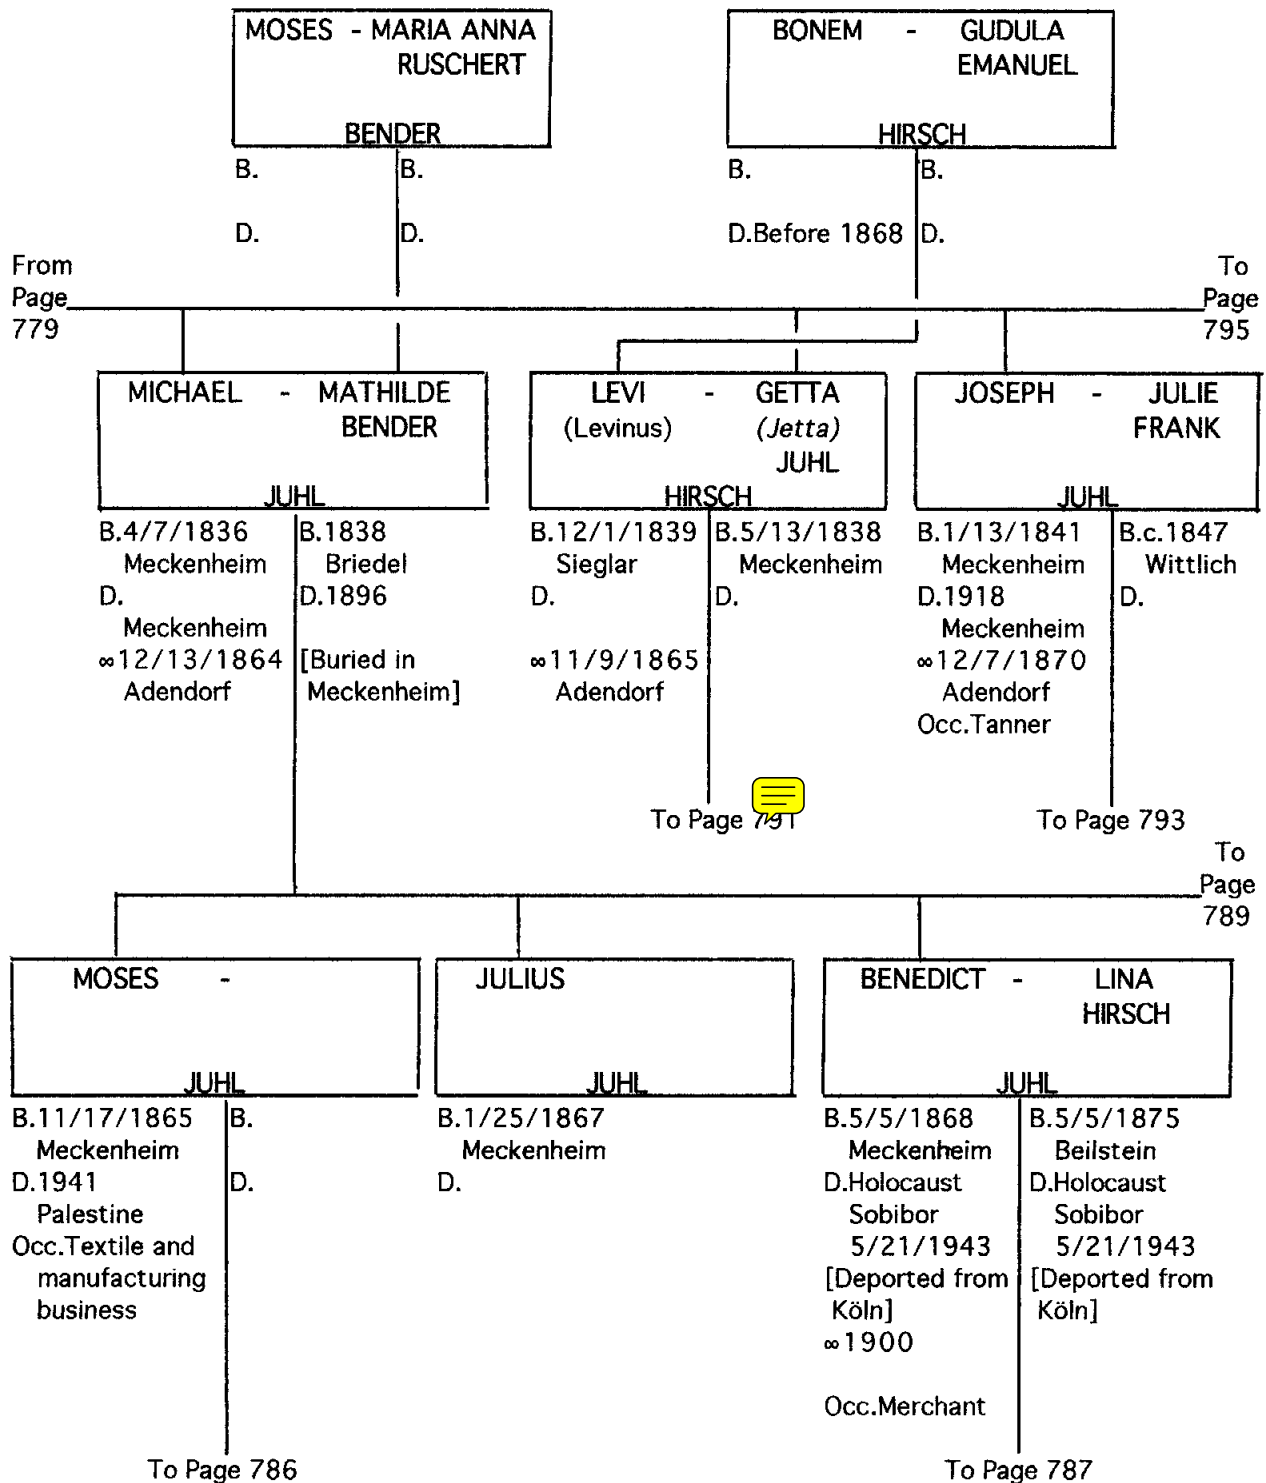 MOSES - MARIA ANNA
RUSCHERT
BENDER
B. B.
D. D.
BONEM - GUDULA
EMANUEL
HIRSCH
B. B.
D.Before 1868 D.
From
Page
779
To
Page
795
MICHAEL - MATHILDE
BENDER
JUHL
B.4/7/1836
Meckenheim
D.
Meckenheim
∞12/13/1864
Adendorf
B.1838
Briedel
D.1896
[Buried in
Meckenheim]
LEVI - GETTA
(Levinus) (Jetta)
JUHL
HIRSCH
B.12/1/1839
Sieglar
D.
∞11/9/1865
Adendorf
B.5/13/1838
Meckenheim
D.
To Page 791
JOSEPH - JULIE
FRANK
JUHL
B.1/13/1841
Meckenheim
D.1918
Meckenheim
∞12/7/1870
Adendorf
Occ.Tanner
B.c.1847
Wittlich
D.
To Page 793
To
Page
789
MOSES -
JUHL
B.11/17/1865
Meckenheim
D.1941
Palestine
Occ.Textile and
manufacturing
business
B.
D.
To Page 786
JULIUS
JUHL
B.1/25/1867
Meckenheim
D.
BENEDICT - LINA
HIRSCH
JUHL
B.5/5/1868
Meckenheim
D.Holocaust
Sobibor
5/21/1943
[Deported from
Köln]
∞1900
Occ.Merchant
B.5/5/1875
Beilstein
D.Holocaust
Sobibor
5/21/1943
[Deported from
Köln]
To Page 787